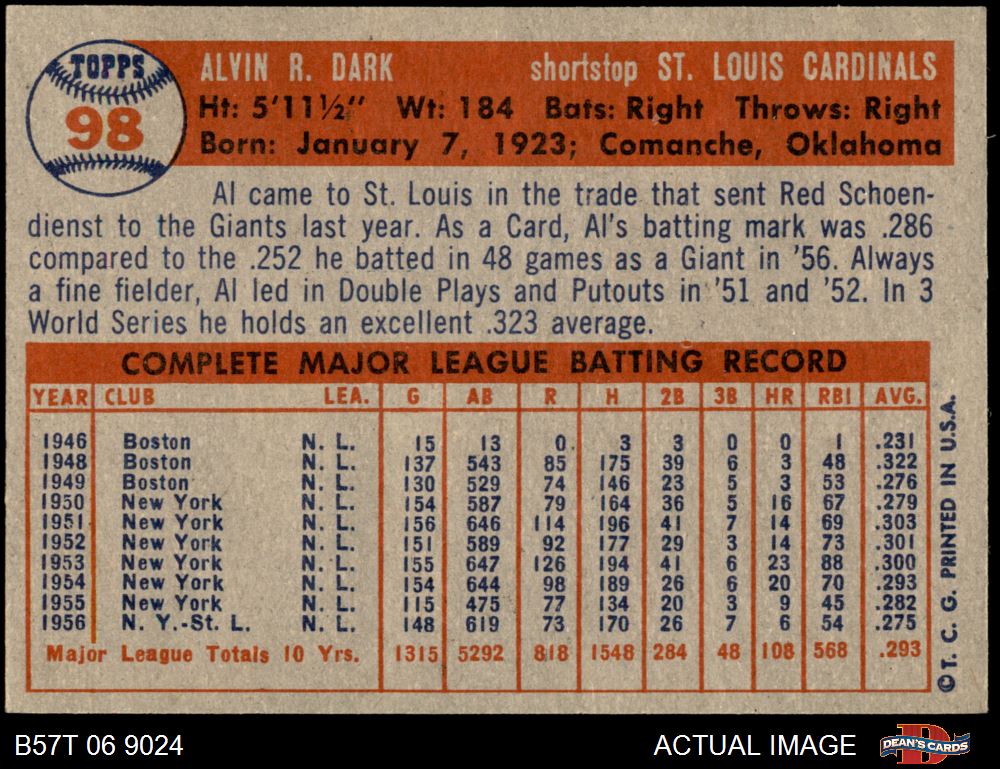 TOPPS
98
ALVIN R. DARK shortstop ST. LOUIS CARDINALS
Ht: 5'11½" Wt: 184 Bats: Right Throws: Right
Born: January 7, 1923; Comanche, Oklahoma
Al came to St. Louis in the trade that sent Red Schoen-
dienst to the Giants last year. As a Card, Al's batting mark was .286
compared to the .252 he batted in 48 games as a Giant in '56. Always
a fine fielder, Al led in Double Plays and Putouts in '51 and '52. In 3
World Series he holds an excellent .323 average.
COMPLETE MAJOR LEAGUE BATTING RECORD
YEAR CLUB LEA. G AB R H 2B 3B HR RBI AVG.
1946 Boston N. L. 15 13 0 3 3 0 0 1 .231
1948 Boston N. L. 137 543 85 175 39 6 3 48 .322
1949 Boston N. L. 130 529 74 146 23 5 3 53 .276
1950 New York N. L. 154 587 79 164 36 5 16 67 .279
1951 New York N. L. 156 646 114 196 41 7 14 69 .303
1952 New York N. L. 151 589 92 177 29 3 14 73 .301
1953 New York N. L. 155 647 126 194 41 6 23 88 .300
1954 New York N. L. 154 644 98 189 26 6 20 70 .293
1955 New York N. L. 115 475 77 134 20 3 9 45 .282
1956 N. Y.-St. L. N. L. 148 619 73 170 26 7 6 54 .275
Major League Totals 10 Yrs. 1315 5292 818 1548 284 48 108 568 .293
© T. C. G. PRINTED IN U.S.A.
B57T 06 9024 ACTUAL IMAGE DEAN'S CARDS